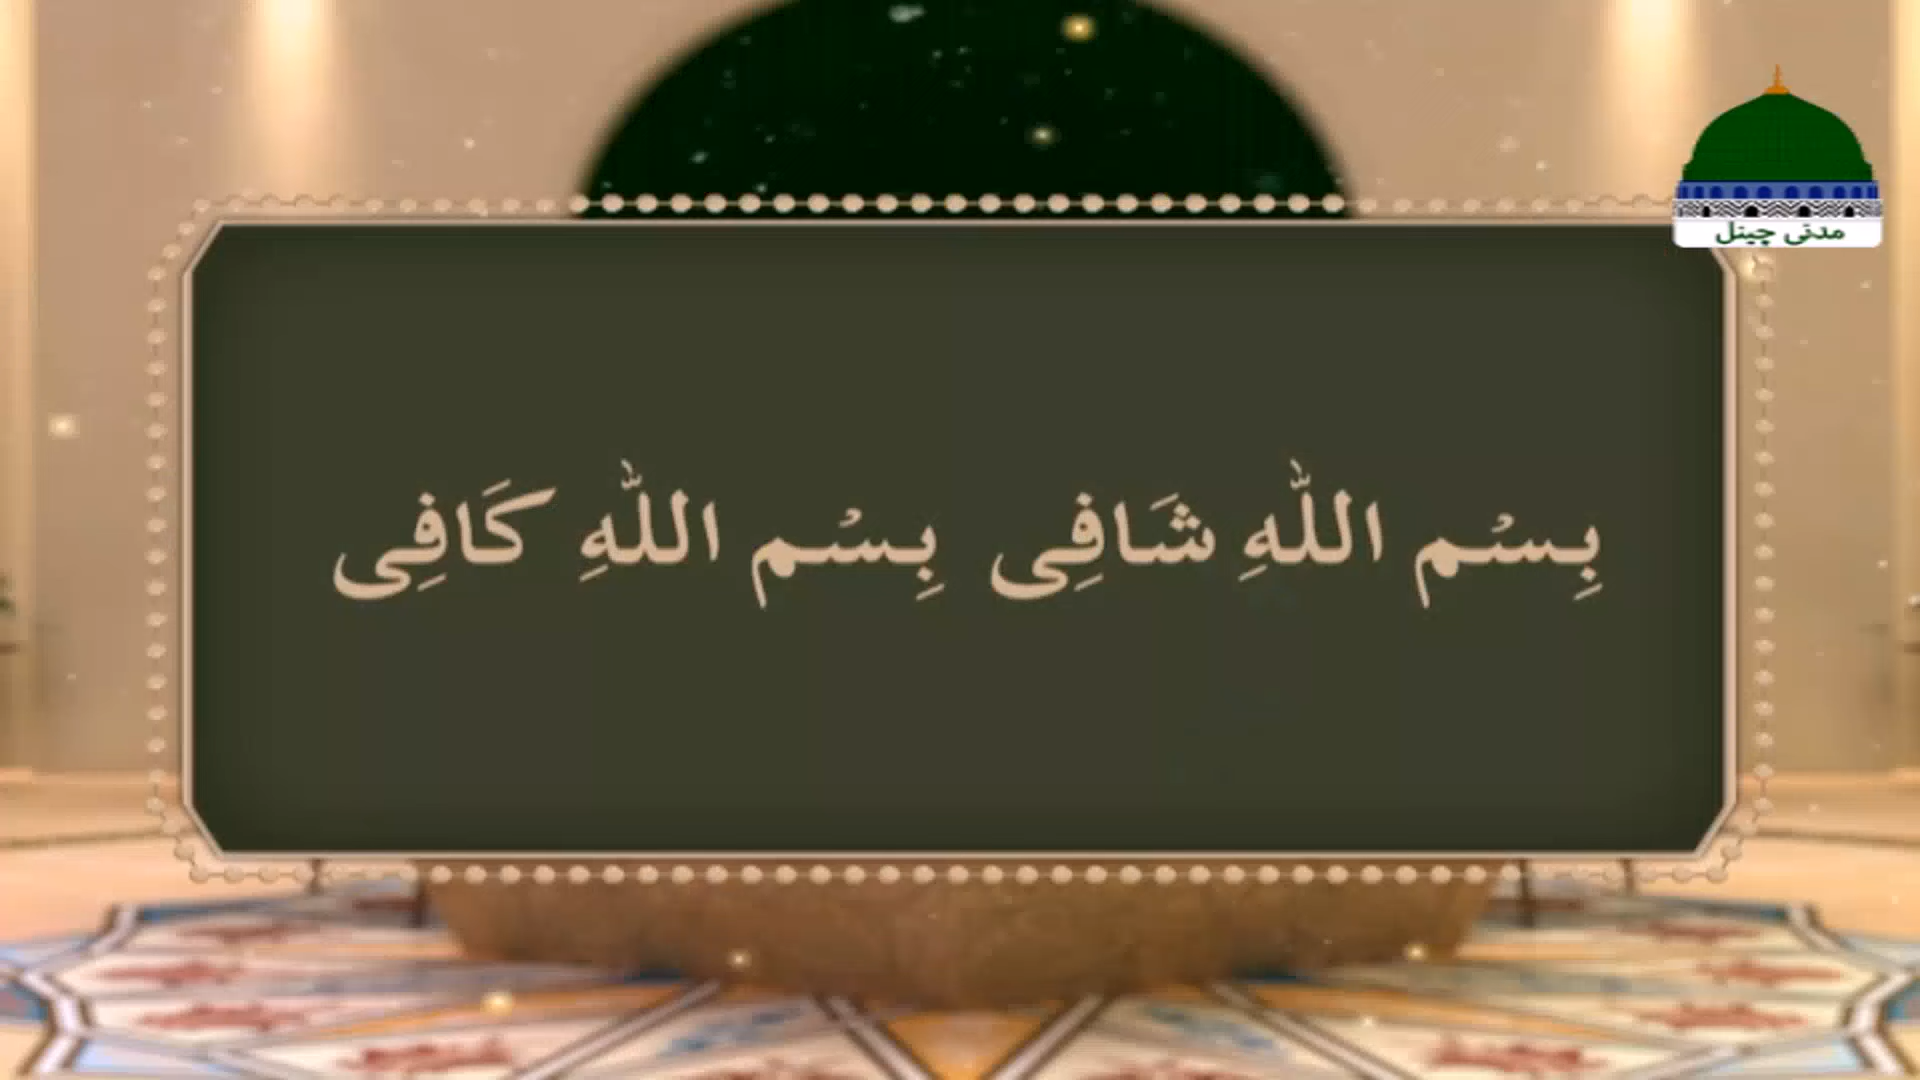 مدنی چینل
بِسْمِ اللّٰهِ شَافِی بِسْمِ اللّٰهِ کَافِی